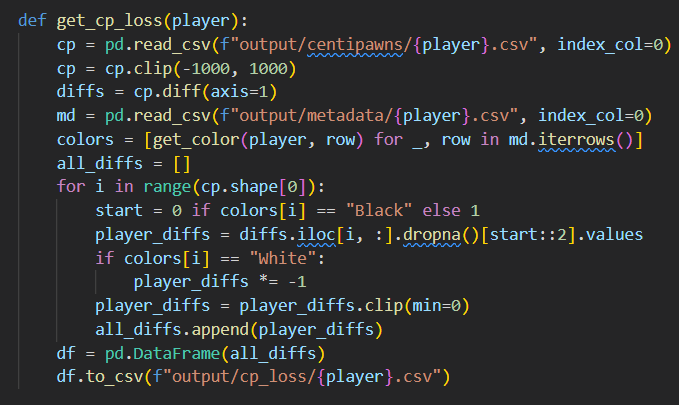 def get_cp_loss(player):
    cp = pd.read_csv(f"output/centipawns/{player}.csv", index_col=0)
    cp = cp.clip(-1000, 1000)
    diffs = cp.diff(axis=1)
    md = pd.read_csv(f"output/metadata/{player}.csv", index_col=0)
    colors = [get_color(player, row) for _, row in md.iterrows()]
    all_diffs = []
    for i in range(cp.shape[0]):
        start = 0 if colors[i] == "Black" else 1
        player_diffs = diffs.iloc[i, :].dropna()[start::2].values
        if colors[i] == "White":
            player_diffs *= -1
        player_diffs = player_diffs.clip(min=0)
        all_diffs.append(player_diffs)
    df = pd.DataFrame(all_diffs)
    df.to_csv(f"output/cp_loss/{player}.csv")